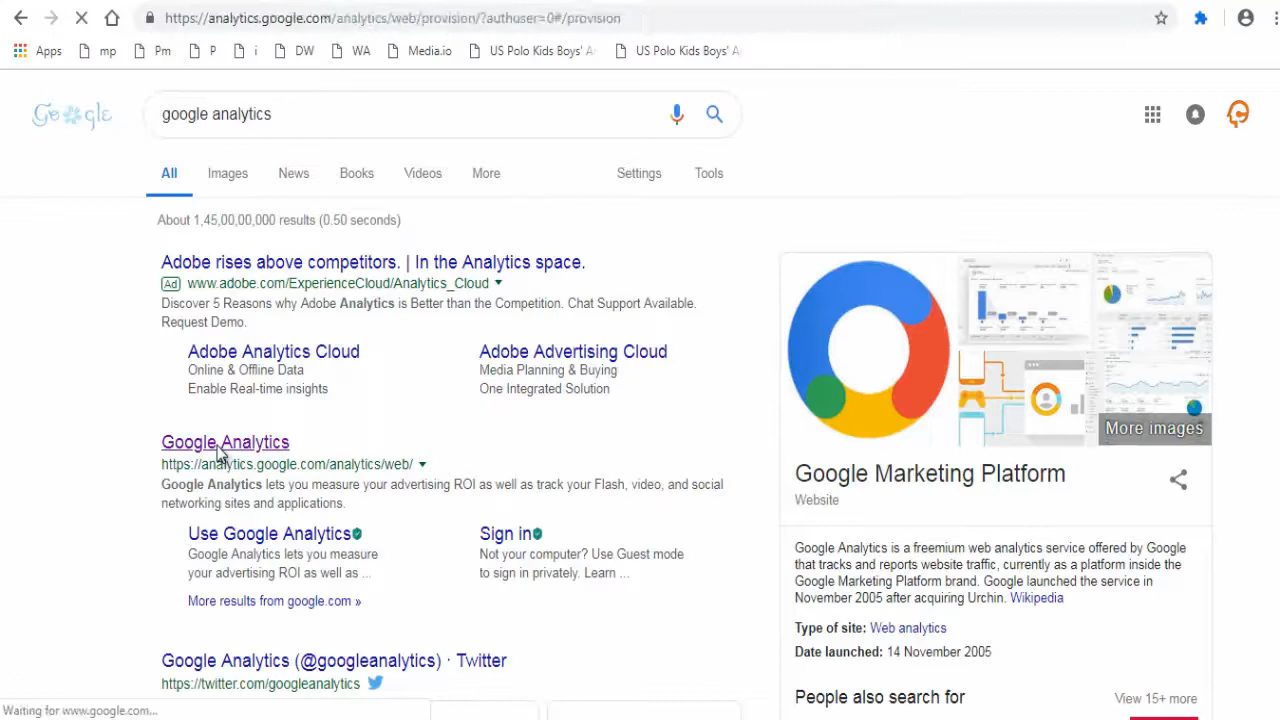 https://analytics.google.com/analytics/web/provision/?authuser=0#/provision
Apps mp Pm P i DW WA Media.io US Polo Kids Boys' A US Polo Kids Boys' A
Google google analytics
All Images News Books Videos More Settings Tools
About 1,45,00,00,000 results (0.50 seconds)
Adobe rises above competitors. | In the Analytics space.
Ad www.adobe.com/ExperienceCloud/Analytics_Cloud
Discover 5 Reasons why Adobe Analytics is Better than the Competition. Chat Support Available.
Request Demo.
Adobe Analytics Cloud Adobe Advertising Cloud
Online & Offline Data Media Planning & Buying
Enable Real-time insights One Integrated Solution
Google Analytics
https://analytics.google.com/analytics/web/
Google Analytics lets you measure your advertising ROI as well as track your Flash, video, and social
networking sites and applications.
Use Google Analytics Sign in
Google Analytics lets you measure Not your computer? Use Guest mode
your advertising ROI as well as ... to sign in privately. Learn ...
More results from google.com »
Google Analytics (@googleanalytics) · Twitter
https://twitter.com/googleanalytics
More images
Google Marketing Platform
Website
Google Analytics is a freemium web analytics service offered by Google
that tracks and reports website traffic, currently as a platform inside the
Google Marketing Platform brand. Google launched the service in
November 2005 after acquiring Urchin. Wikipedia
Type of site: Web analytics
Date launched: 14 November 2005
People also search for View 15+ more
Waiting for www.google.com...